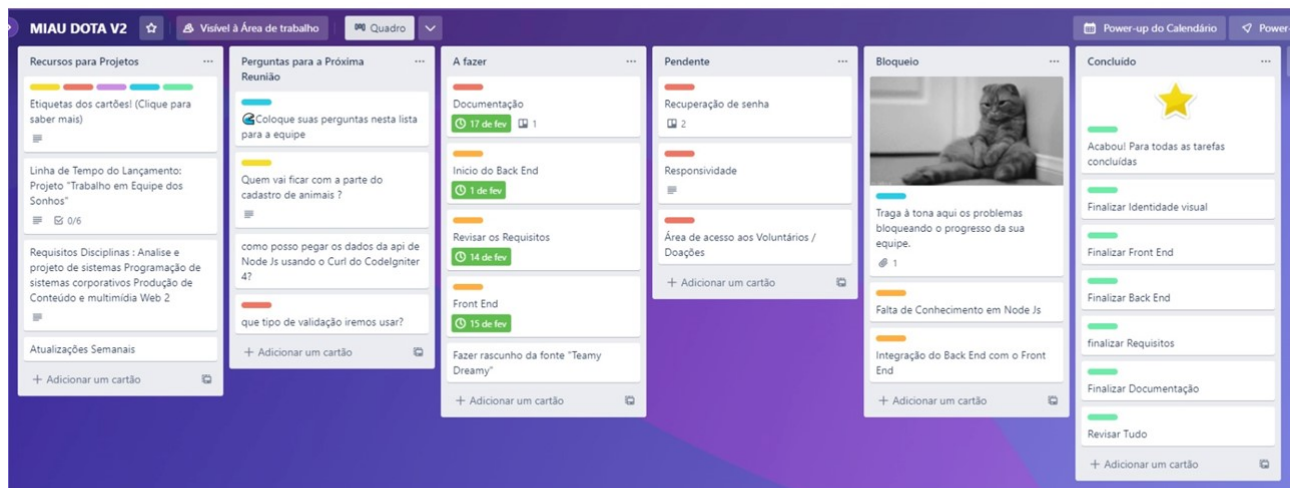 MIAU DOTA V2
Visível à Área de trabalho
Quadro
Power-up do Calendário
Power-
Recursos para Projetos
Etiquetas dos cartões! (Clique para
saber mais)
Linha de Tempo do Lançamento:
Projeto "Trabalho em Equipe dos
Sonhos"
0/6
Requisitos Disciplinas : Analise e
projeto de sistemas Programação de
sistemas corporativos Produção de
Conteúdo e multimídia Web 2
Atualizações Semanais
+ Adicionar um cartão
Perguntas para a Próxima
Reunião
Coloque suas perguntas nesta lista
para a equipe
Quem vai ficar com a parte do
cadastro de animais ?
como posso pegar os dados da api de
Node Js usando o Curl do CodeIgniter
4?
que tipo de validação iremos usar?
+ Adicionar um cartão
A fazer
Documentação
17 de fev
1
Inicio do Back End
1 de fev
Revisar os Requisitos
14 de fev
Front End
15 de fev
Fazer rascunho da fonte "Teamy
Dreamy"
+ Adicionar um cartão
Pendente
Recuperação de senha
2
Responsividade
Área de acesso aos Voluntários /
Doações
+ Adicionar um cartão
Bloqueio
Traga à tona aqui os problemas
bloqueando o progresso da sua
equipe.
1
Falta de Conhecimento em Node Js
Integração do Back End com o Front
End
+ Adicionar um cartão
Concluído
Acabou! Para todas as tarefas
concluídas
Finalizar Identidade visual
Finalizar Front End
Finalizar Back End
finalizar Requisitos
Finalizar Documentação
Revisar Tudo
+ Adicionar um cartão